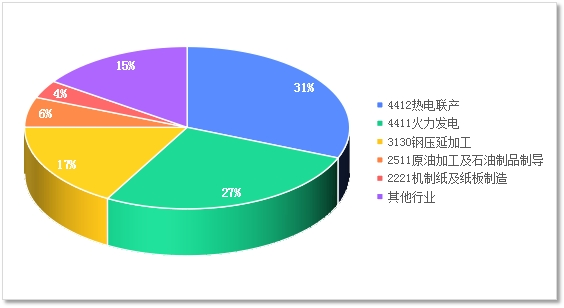 15%
31%
4%
6%
17%
27%
4412热电联产
4411火力发电
3130钢压延加工
2511原油加工及石油制品制导
2221机制纸及纸板制造
其他行业